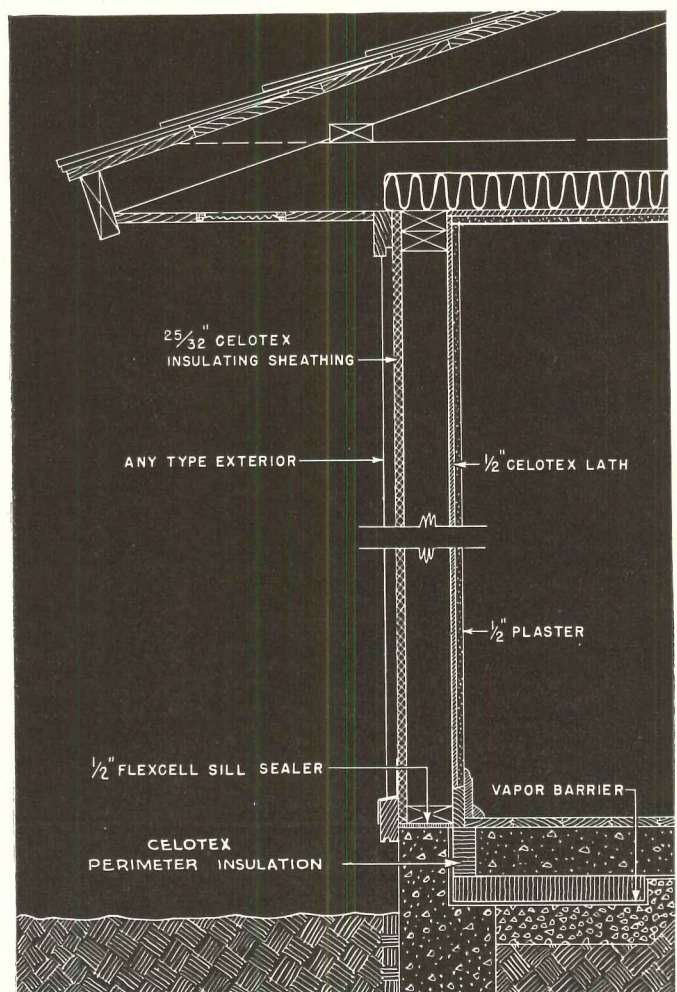 25/32" CELOTEX
INSULATING SHEATHING
ANY TYPE EXTERIOR
1/2" CELOTEX LATH
1/2" PLASTER
1/2" FLEXCELL SILL SEALER
VAPOR BARRIER
CELOTEX
PERIMETER INSULATION